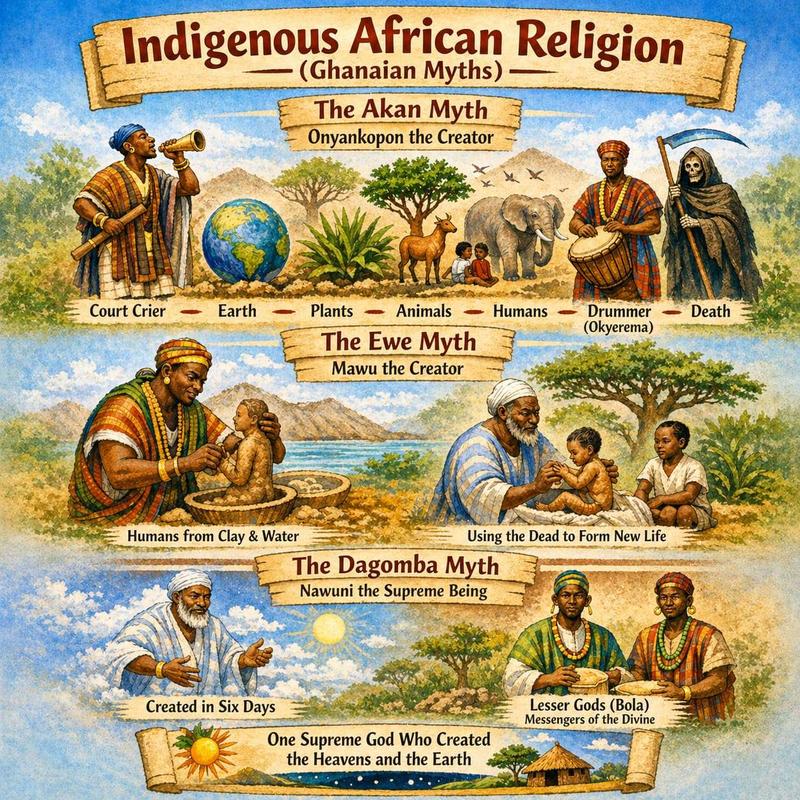 Indigenous African Religion
(Ghanaian Myths)
The Akan Myth
Onyankopon the Creator
Court Crier – Earth – Plants – Animals – Humans – Drummer (Okyerema) – Death
The Ewe Myth
Mawu the Creator
Humans from Clay & Water
Using the Dead to Form New Life
The Dagomba Myth
Nawuni the Supreme Being
Created in Six Days
Lesser Gods (Bola)
Messengers of the Divine
One Supreme God Who Created
the Heavens and the Earth